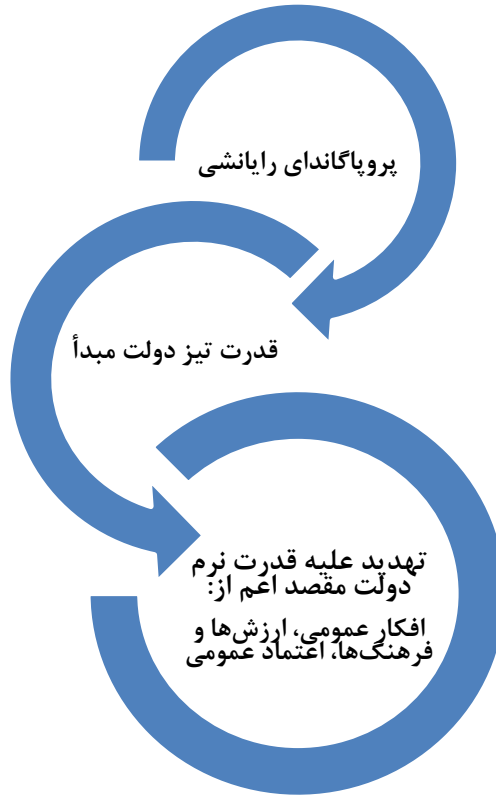 پروپاگاندای رایانشی
قدرت تیز دولت مبدأ
تهدید علیه قدرت نرم
دولت مقصد اعم از:
افکار عمومی، ارزش‌ها و
فرهنگ‌ها، اعتماد عمومی